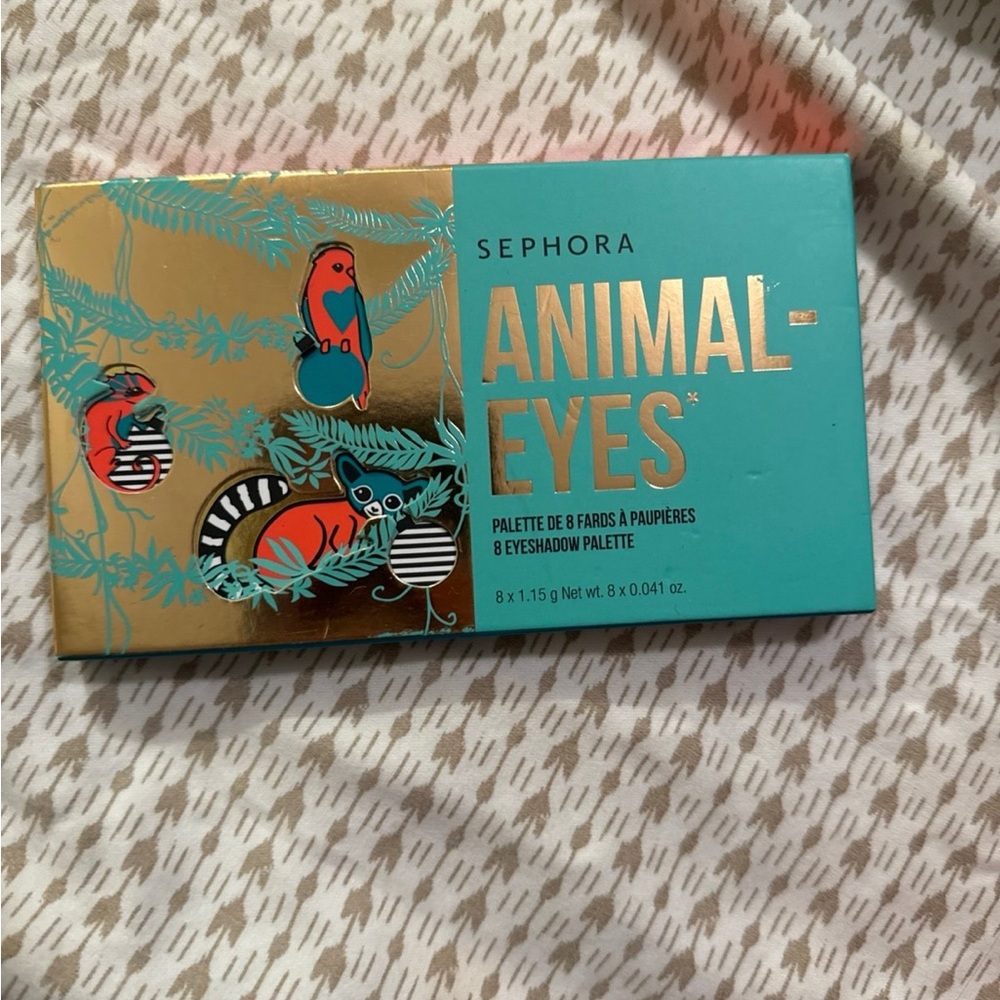 SEPHORA
ANIMAL-
EYES*
PALETTE DE 8 FARDS À PAUPIÈRES
8 EYESHADOW PALETTE
8 x 1.15 g Net wt. 8 x 0.041 oz.